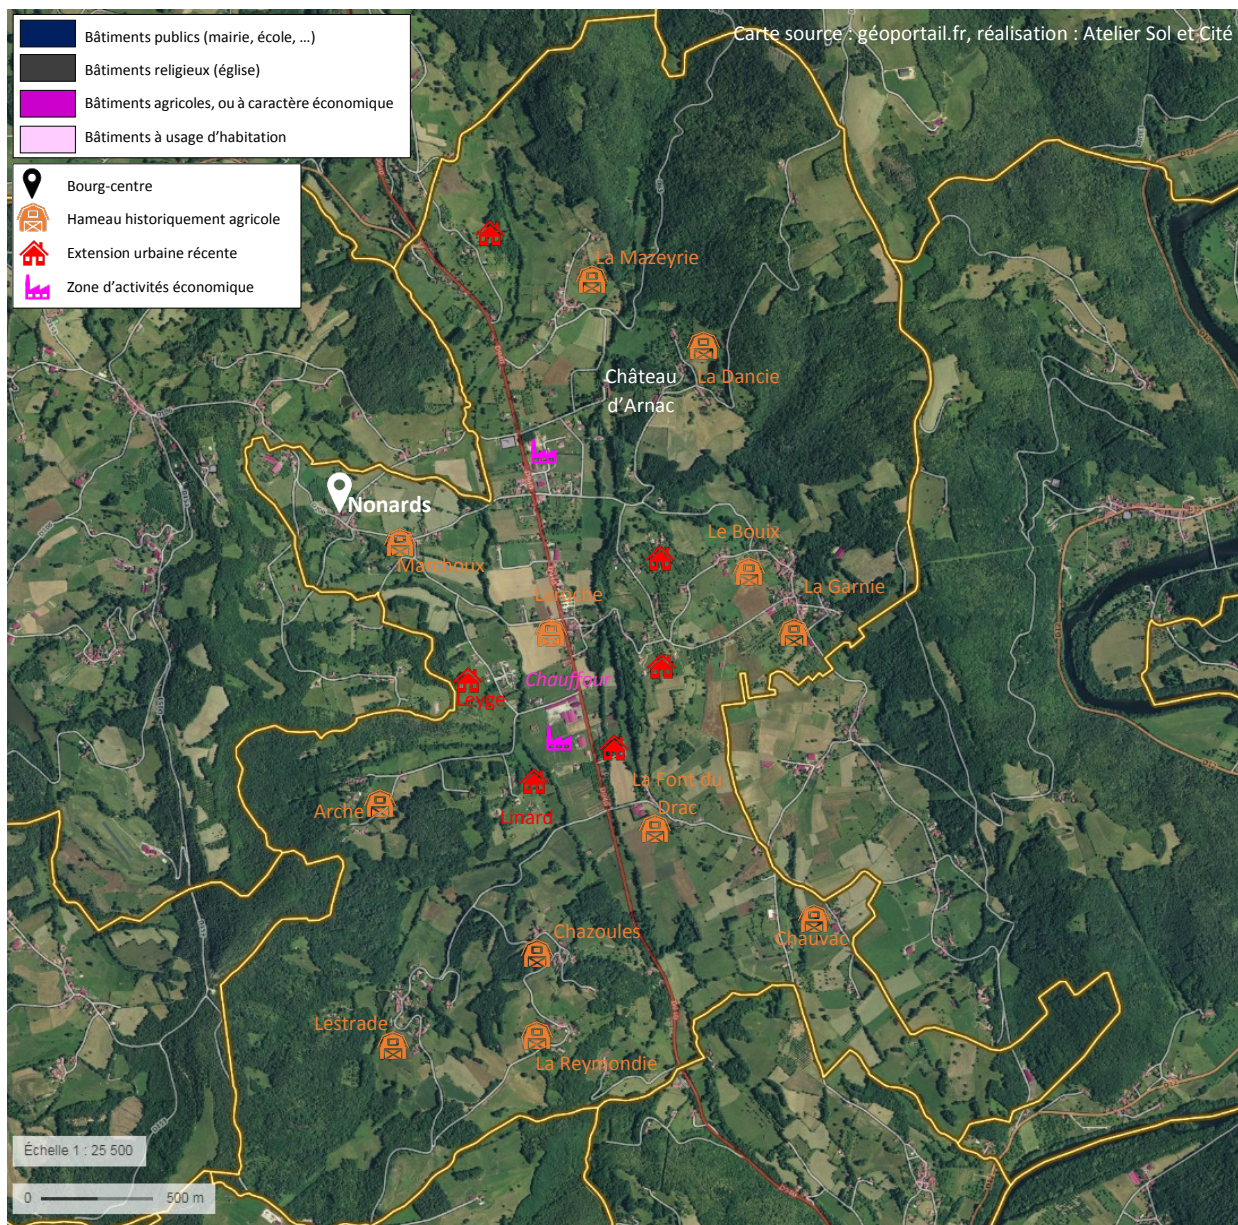 Bâtiments publics (mairie, école, …)
Bâtiments religieux (église)
Bâtiments agricoles, ou à caractère économique
Bâtiments à usage d’habitation
Bourg-centre
Hameau historiquement agricole
Extension urbaine récente
Zone d’activités économique
Carte source : géoportail.fr, réalisation : Atelier Sol et Cité
La Mazeyrie
Château
d’Arnac
La Dancie
Nonards
Marchoux
Le Bouix
Laroche
La Garnie
Leyge
Chauffour
La Font du
Drac
Arche
Linard
Chazoules
Chauvac
Lestrade
La Reymondie
Échelle 1 : 25 500
0
500 m